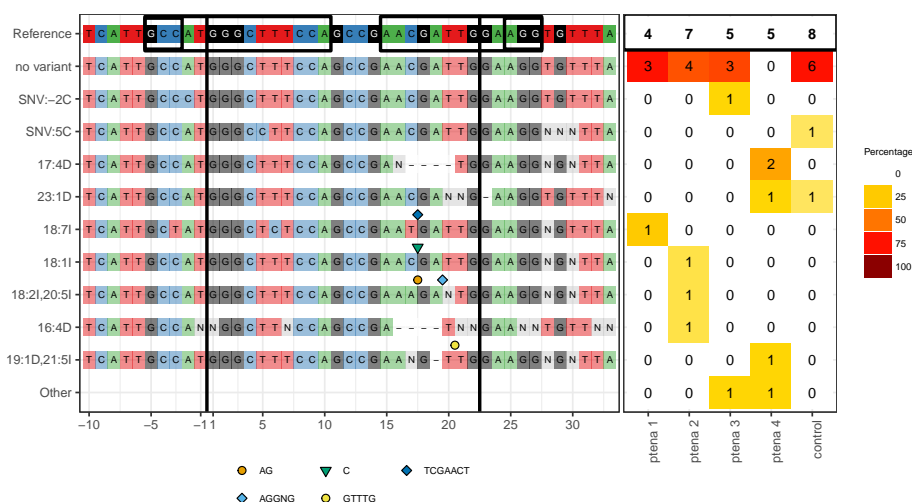 Reference T C A T T G C C A T G G G C T T T C C A G C C G A A C G A T T G G A A G G T G T T T A 4 7 5 5 8
no variant T C A T T G C C A T G G G C T T T C C A G C C G A A C G A T T G G A A G G T G T T T A 3 4 3 0 6
SNV:−2C T C A T T G C C C T G G G C T T T C C A G C C G A A C G A T T G G A A G G T G T T T A 0 0 1 0 0
SNV:5C T C A T T G C C A T G G G C C T T C C A G C C G A A C G A T T G G A A G G N N N T T A 0 0 0 0 1
17:4D T C A T T G C C A T G G G C T T T C C A G C C G A N - - - - T G G A A G G N G N T T A 0 0 0 2 0
23:1D T C A T T G C C A T G G G C T T T C C A G C C G A A C G A N N G - A A G G T G T T T N 0 0 0 1 1
18:7I T C A T T G C T A T G G G C T C T C C A G C C G A A T G A T T G G A A G G N G T T T A 1 0 0 0 0
18:1I T C A T T G C C A T G G G C T T T C C A G C C G A A C G A T T G G A A G G N G N T T A 0 1 0 0 0
18:2I,20:5I T C A T T G C C A T G G G C T T T C C A G C C G A A A G A N T G G A A G G N G N T T A 0 1 0 0 0
16:4D T C A T T G C C A N N G G C T T N C C A G C C G A - - - - T N N G A A N N T G T T N N 0 1 0 0 0
19:1D,21:5I T C A T T G C C A T G G G C T T T C C A G C C G A A N G - T T G G A A G G N G N T T A 0 0 0 1 0
Other 0 0 1 1 0
−10 −5 −1 1 5 10 15 20 25 30
ptena 1
ptena 2
ptena 3
ptena 4
control
Percentage
0
25
50
75
100
AG C TCGAACT
AGGNG GTTTG